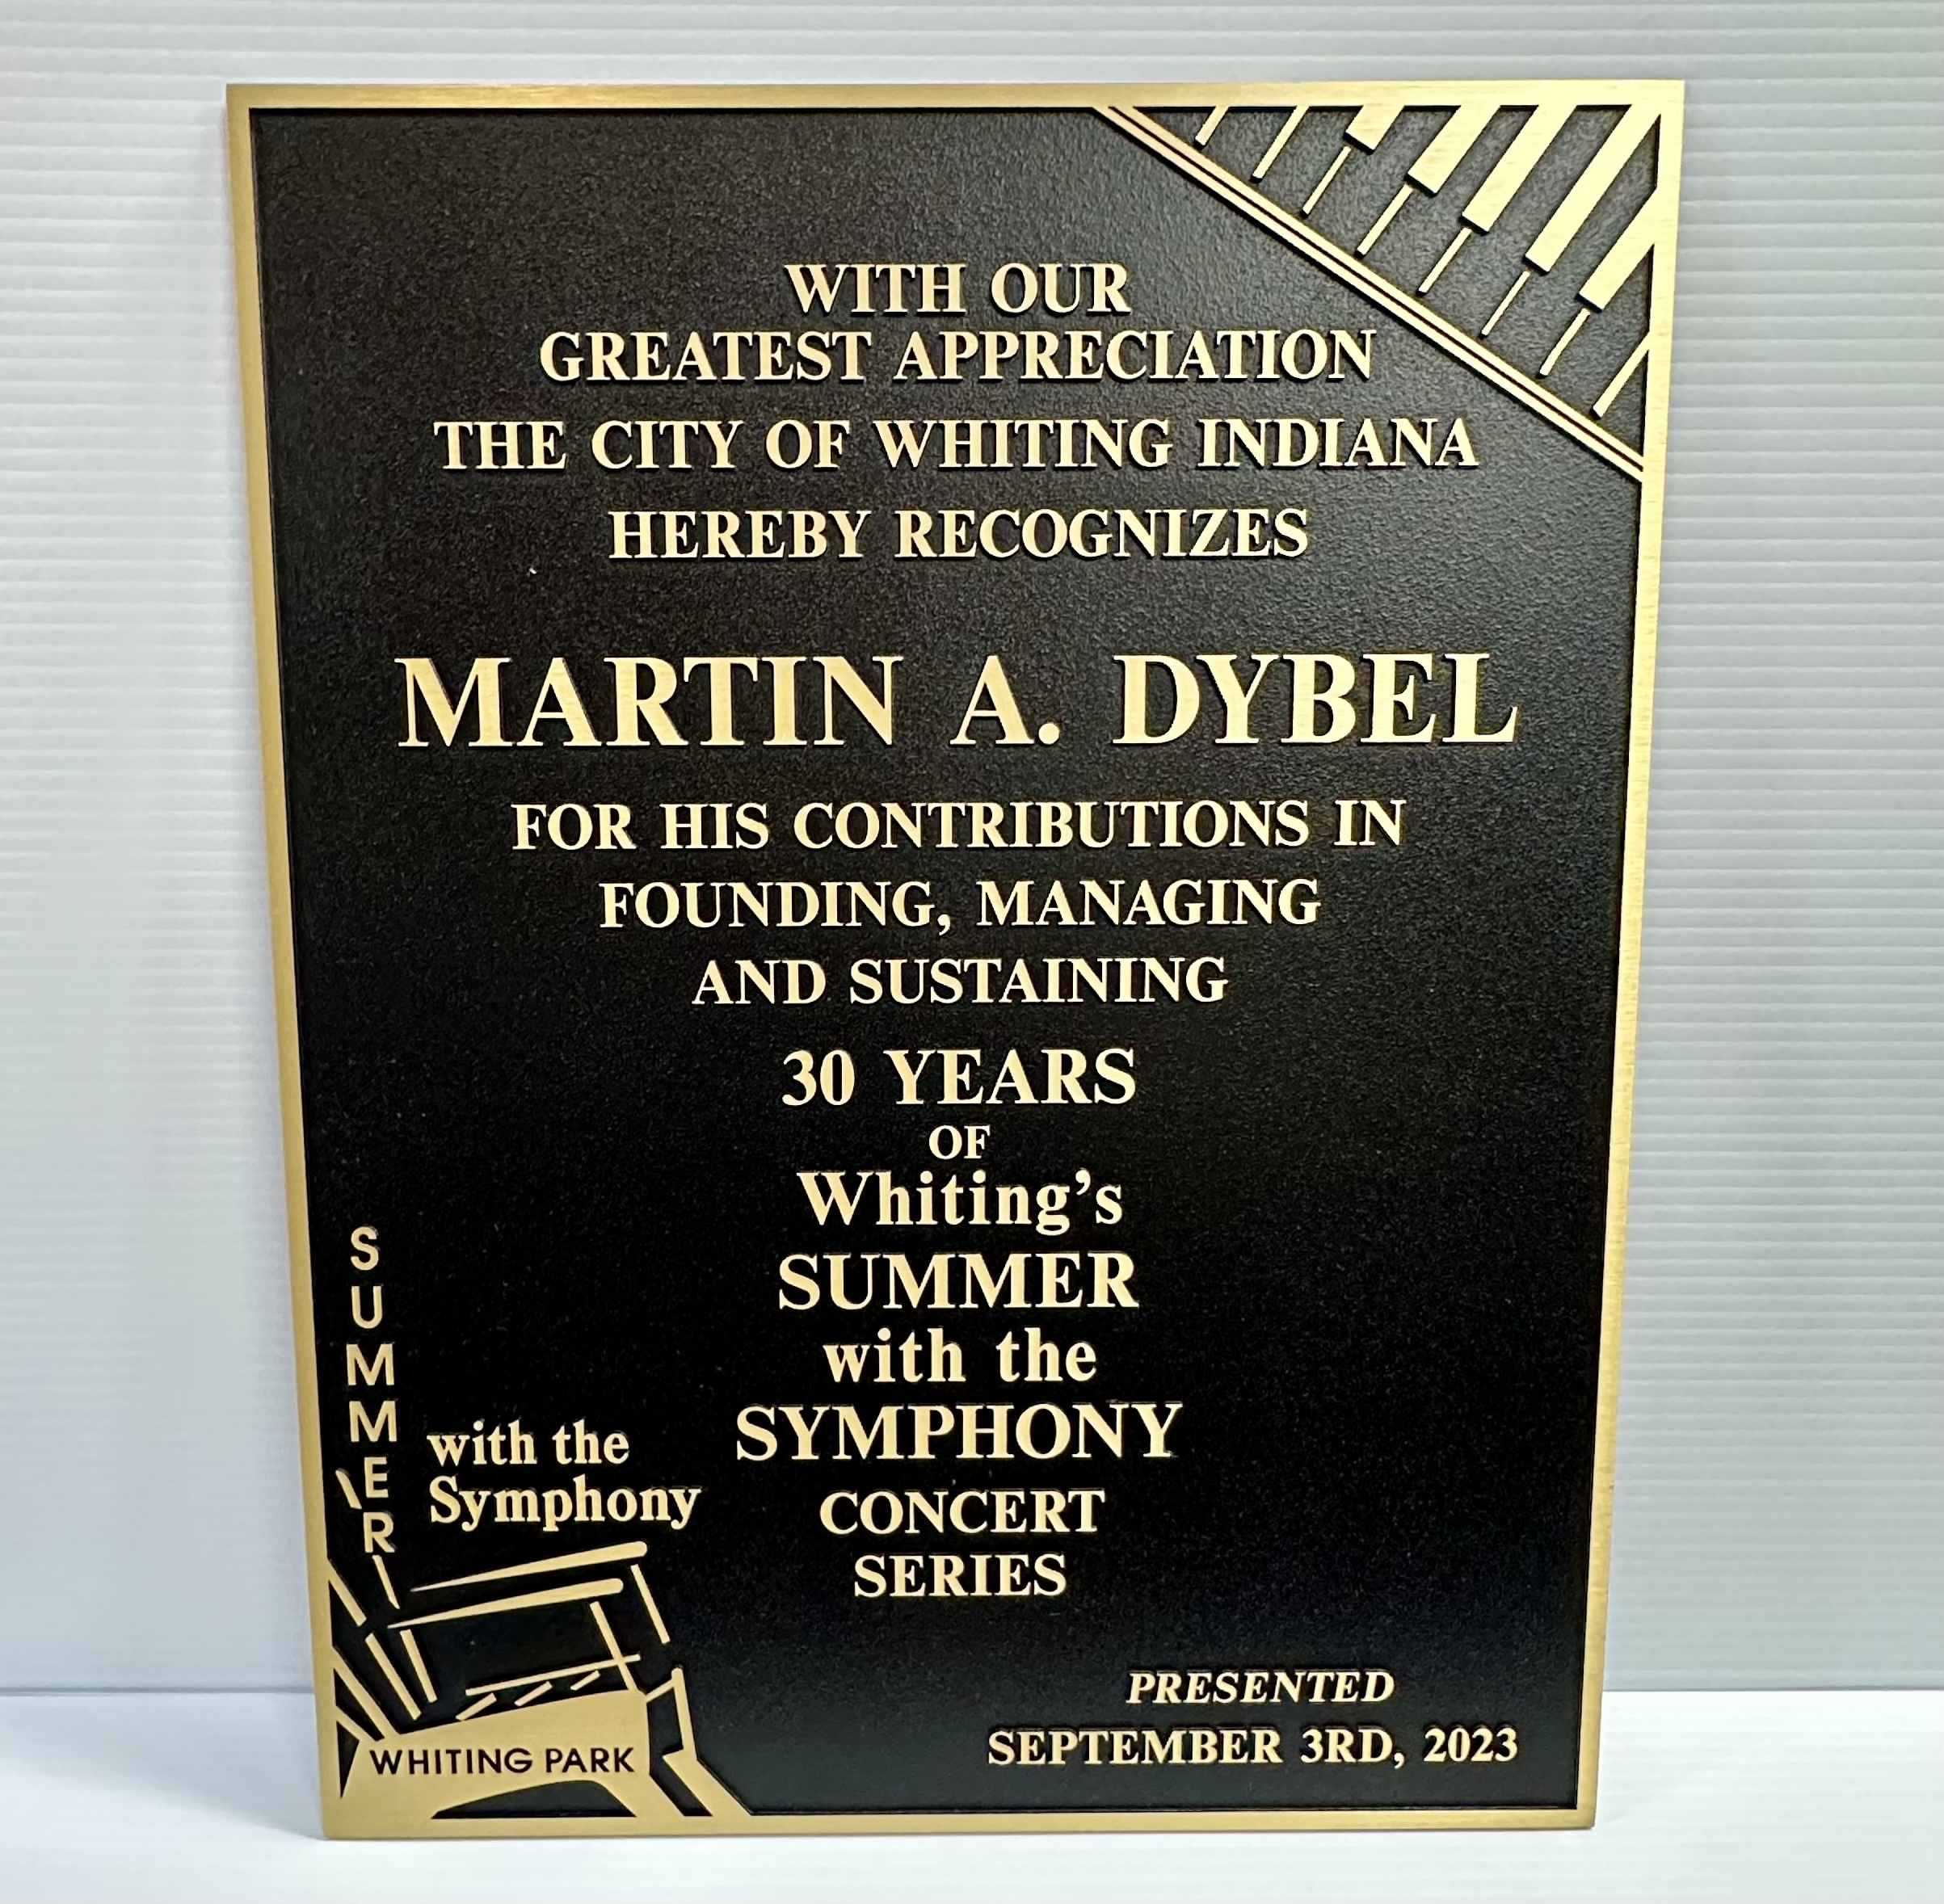 WITH OUR
GREATEST APPRECIATION
THE CITY OF WHITING INDIANA
HEREBY RECOGNIZES
MARTIN A. DYBEL
FOR HIS CONTRIBUTIONS IN
FOUNDING, MANAGING
AND SUSTAINING
30 YEARS
OF
Whiting’s
SUMMER
with the
SYMPHONY
CONCERT
SERIES
SUMMER
with the
Symphony
WHITING PARK
PRESENTED
SEPTEMBER 3RD, 2023